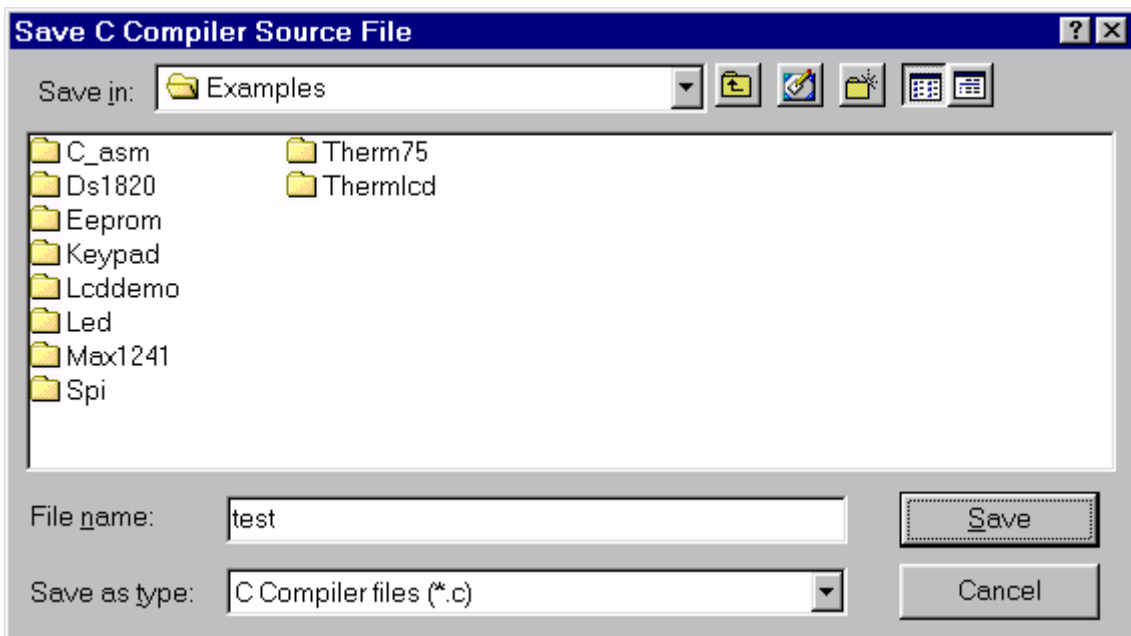 Save C Compiler Source File
Save in: Examples
C_asm Therm75
Ds1820 Thermlcd
Eeprom
Keypad
Lcddemo
Led
Max1241
Spi
File name: test Save
Save as type: C Compiler files (*.c) Cancel